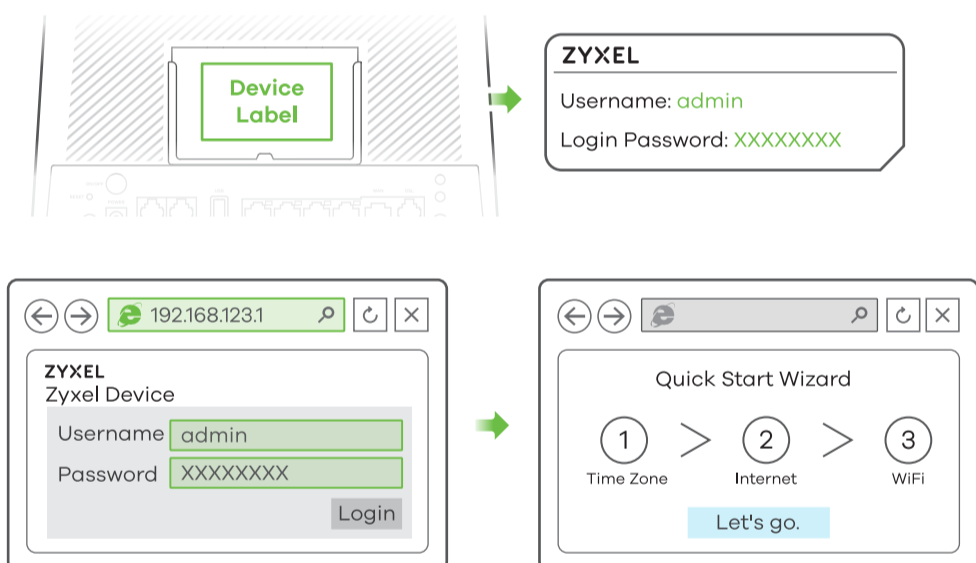 Device
Label
ZYXEL
Username: admin
Login Password: XXXXXXXX
192.168.123.1
ZYXEL
Zyxel Device
Username admin
Password XXXXXXXX
Login
Quick Start Wizard
1 > 2 > 3
Time Zone Internet WiFi
Let's go.